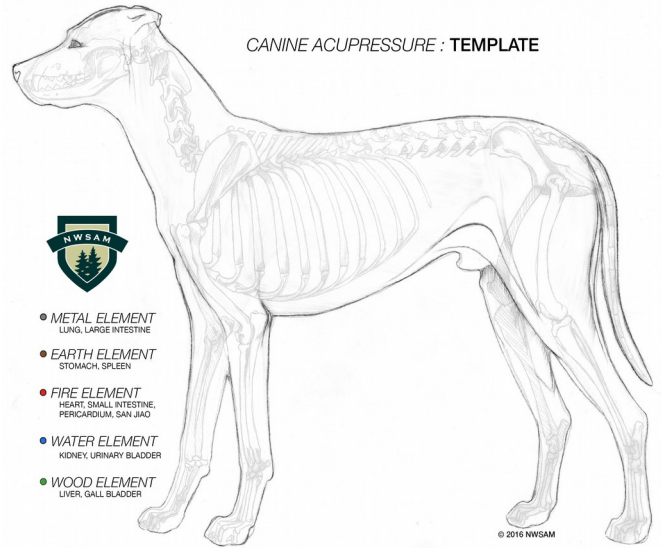 CANINE ACUPRESSURE : TEMPLATE
NWSAM
METAL ELEMENT
LUNG, LARGE INTESTINE
EARTH ELEMENT
STOMACH, SPLEEN
FIRE ELEMENT
HEART, SMALL INTESTINE,
PERICARDIUM, SAN JIAO
WATER ELEMENT
KIDNEY, URINARY BLADDER
WOOD ELEMENT
LIVER, GALL BLADDER
© 2016 NWSAM